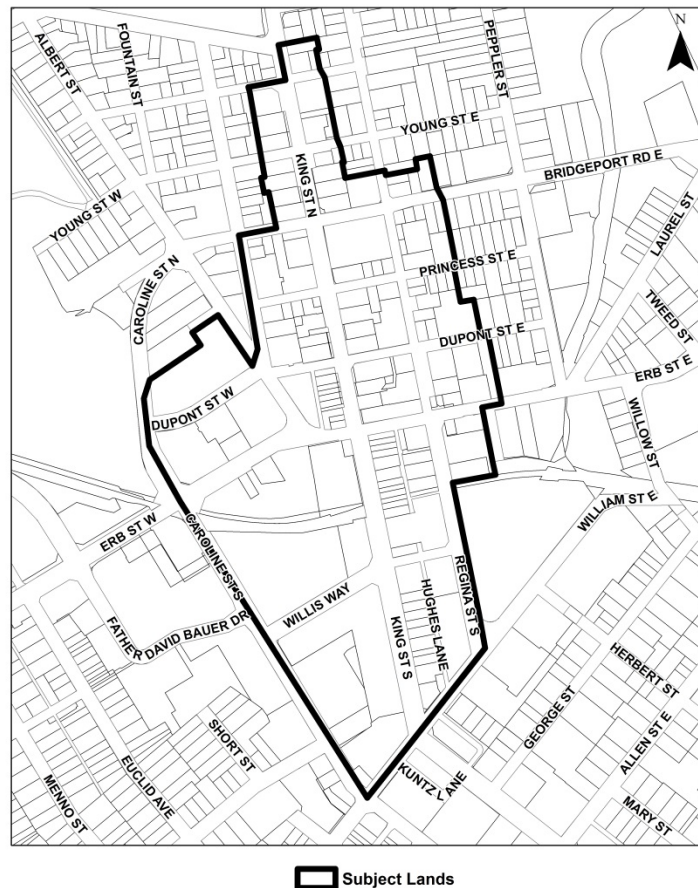 N
ALBERT ST
FOUNTAIN ST
PEPPLER ST
YOUNG ST E
BRIDGEPORT RD E
KING ST N
YOUNG ST W
LAUREL ST
CAROLINE ST N
PRINCESS ST E
TWEED ST
DUPONT ST E
ERB ST E
DUPONT ST W
WILLOW ST
WILLIAM ST E
ERB ST W
CAROLINE ST S
REGINA ST S
WILLIS WAY
HUGHES LANE
FATHER DAVID BAUER DR
KING ST S
HERBERT ST
GEORGE ST
SHORT ST
ALLEN ST E
EUCLID AVE
KUNTZ LANE
MENNO ST
MARY ST
Subject Lands